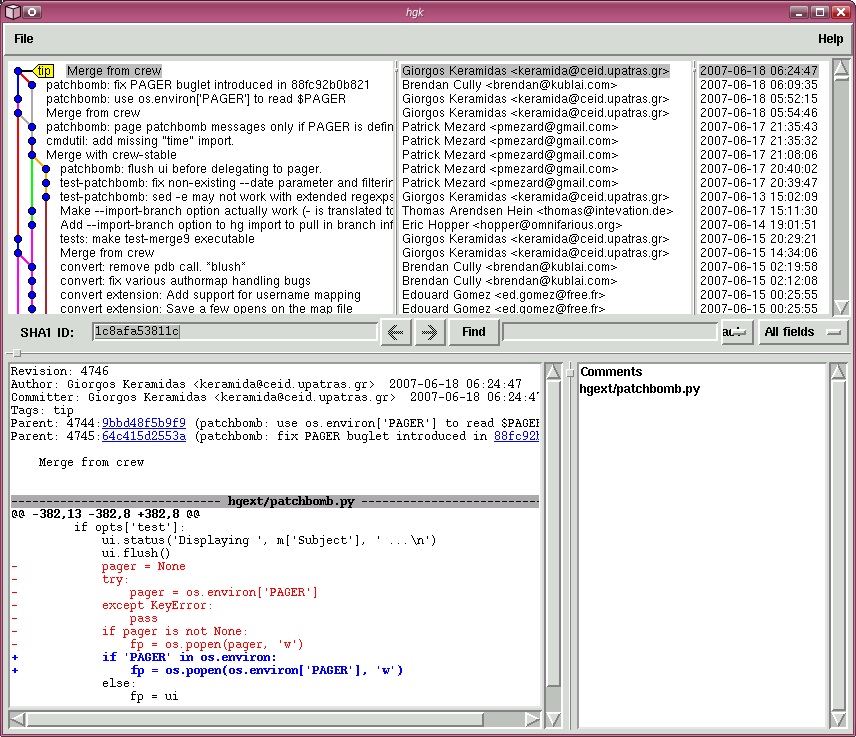 hgk
File Help
tip Merge from crew Giorgos Keramidas <keramida@ceid.upatras.gr> 2007-06-18 06:24:47
patchbomb: fix PAGER buglet introduced in 88fc92b0b821 Brendan Cully <brendan@kublai.com> 2007-06-18 06:09:35
patchbomb: use os.environ['PAGER'] to read $PAGER Giorgos Keramidas <keramida@ceid.upatras.gr> 2007-06-18 05:52:15
Merge from crew Giorgos Keramidas <keramida@ceid.upatras.gr> 2007-06-18 05:54:46
patchbomb: page patchbomb messages only if PAGER is defin Patrick Mezard <pmezard@gmail.com> 2007-06-17 21:35:43
cmdutil: add missing "time" import. Patrick Mezard <pmezard@gmail.com> 2007-06-17 21:35:32
Merge with crew-stable Patrick Mezard <pmezard@gmail.com> 2007-06-17 21:08:06
patchbomb: flush ui before delegating to pager. Patrick Mezard <pmezard@gmail.com> 2007-06-17 20:40:02
test-patchbomb: fix non-existing --date parameter and filterin Patrick Mezard <pmezard@gmail.com> 2007-06-17 20:39:47
test-patchbomb: sed -e may not work with extended regexps Giorgos Keramidas <keramida@ceid.upatras.gr> 2007-06-13 15:02:09
Make --import-branch option actually work (- is translated to Thomas Arendsen Hein <thomas@intevation.de> 2007-06-17 15:11:30
Add --import-branch option to hg import to pull in branch inf Eric Hopper <hopper@omnifarious.org> 2007-06-14 19:01:51
tests: make test-merge9 executable Giorgos Keramidas <keramida@ceid.upatras.gr> 2007-06-15 20:29:21
Merge from crew Giorgos Keramidas <keramida@ceid.upatras.gr> 2007-06-15 14:34:06
convert: remove pdb call. *blush* Brendan Cully <brendan@kublai.com> 2007-06-15 02:19:58
convert: fix various authormap handling bugs Brendan Cully <brendan@kublai.com> 2007-06-15 02:12:08
convert extension: Add support for username mapping Edouard Gomez <ed.gomez@free.fr> 2007-06-15 00:25:55
convert extension: Save a few opens on the map file Edouard Gomez <ed.gomez@free.fr> 2007-06-15 00:25:55
SHA1 ID: 1c8afa53811c Find All fields
Revision: 4746
Author: Giorgos Keramidas <keramida@ceid.upatras.gr> 2007-06-18 06:24:47
Committer: Giorgos Keramidas <keramida@ceid.upatras.gr> 2007-06-18 06:24:47
Tags: tip
Parent: 4744:9bbd48f5b9f9 (patchbomb: use os.environ['PAGER'] to read $PAGE
Parent: 4745:64c415d2553a (patchbomb: fix PAGER buglet introduced in 88fc92b
Merge from crew
------------------------------ hgext/patchbomb.py --------------------------
@@ -382,13 -382,8 +382,8 @@
if opts['test']:
ui.status('Displaying ', m['Subject'], ' ...\n')
ui.flush()
- pager = None
- try:
- pager = os.environ['PAGER']
- except KeyError:
- pass
- if pager is not None:
- fp = os.popen(pager, 'w')
+ if 'PAGER' in os.environ:
+ fp = os.popen(os.environ['PAGER'], 'w')
else:
fp = ui
Comments
hgext/patchbomb.py